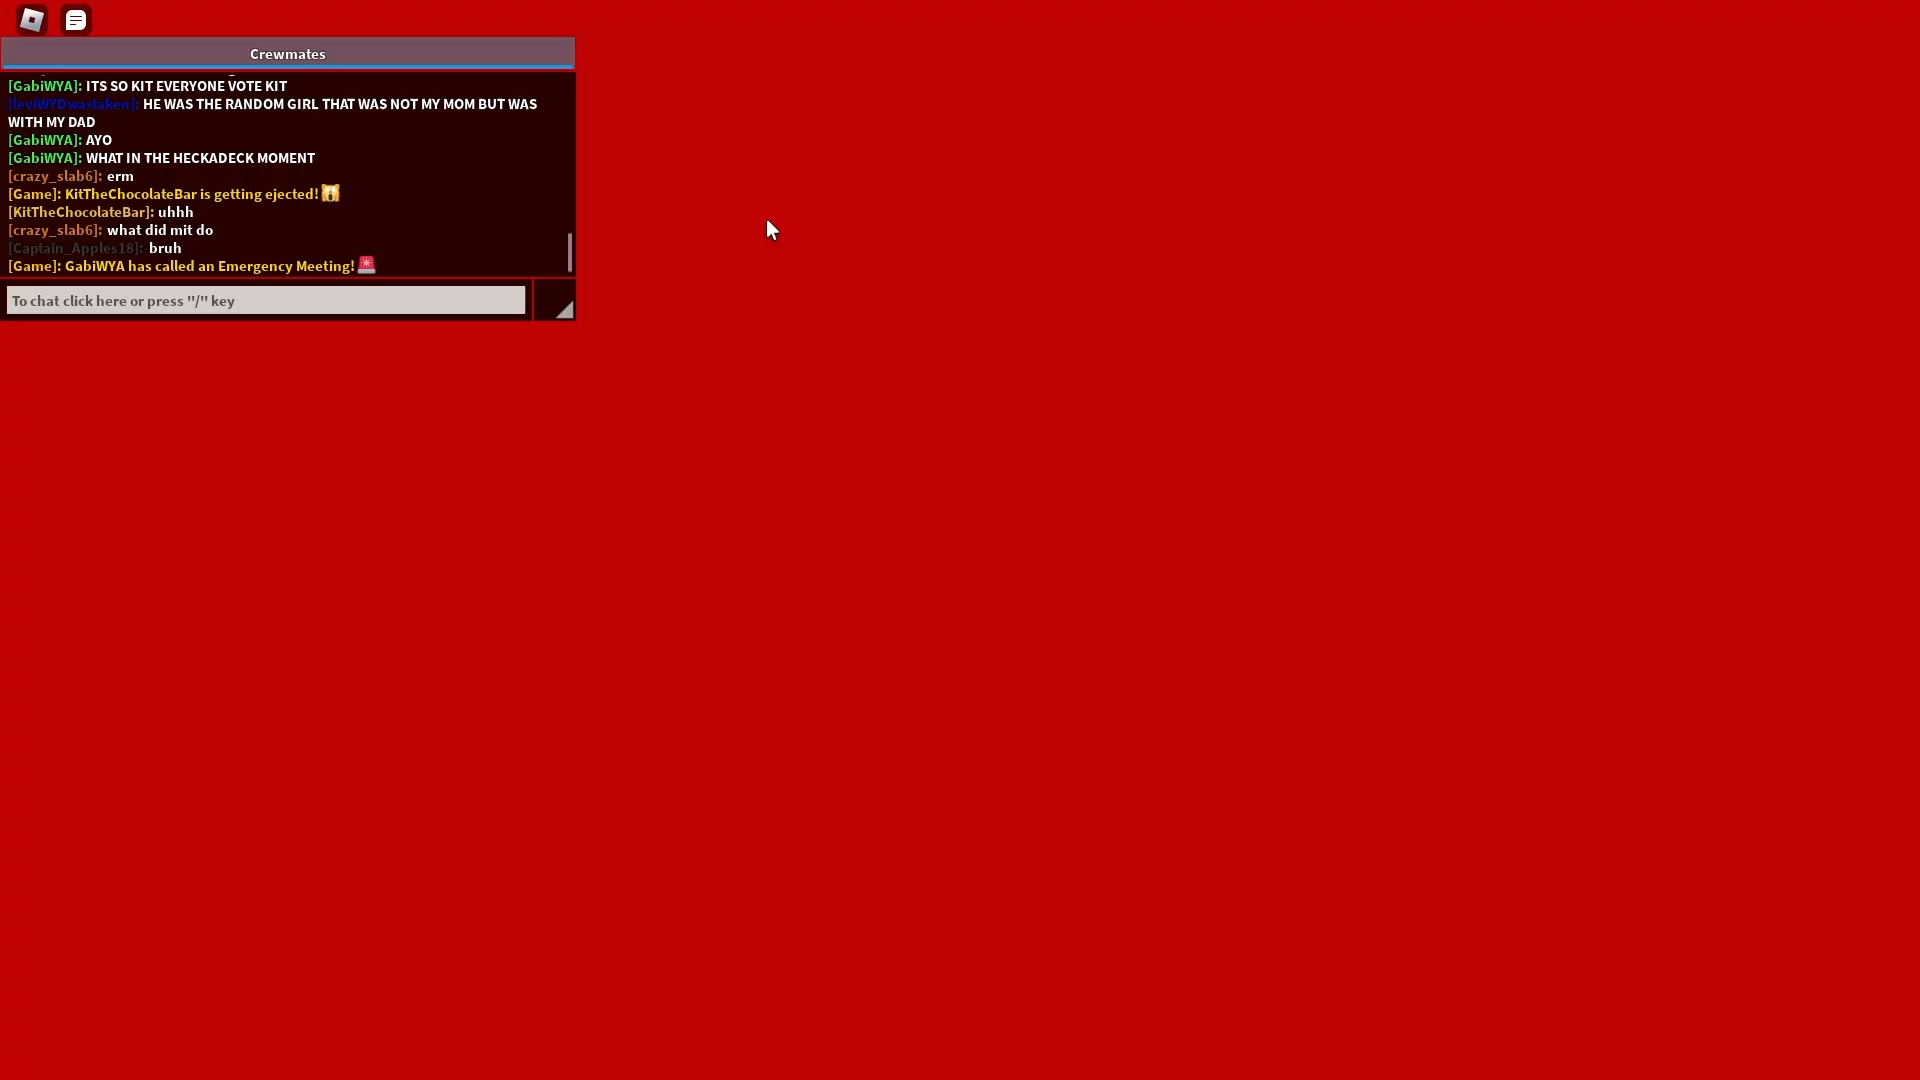 Crewmates
[GabiWYA]: ITS SO KIT EVERYONE VOTE KIT
[leviWYDwastaken]: HE WAS THE RANDOM GIRL THAT WAS NOT MY MOM BUT WAS
WITH MY DAD
[GabiWYA]: AYO
[GabiWYA]: WHAT IN THE HECKADECK MOMENT
[crazy_slab6]: erm
[Game]: KitTheChocolateBar is getting ejected!🙀
[KitTheChocolateBar]: uhhh
[crazy_slab6]: what did mit do
[Captain_Apples18]: bruh
[Game]: GabiWYA has called an Emergency Meeting!🚨
To chat click here or press "/" key